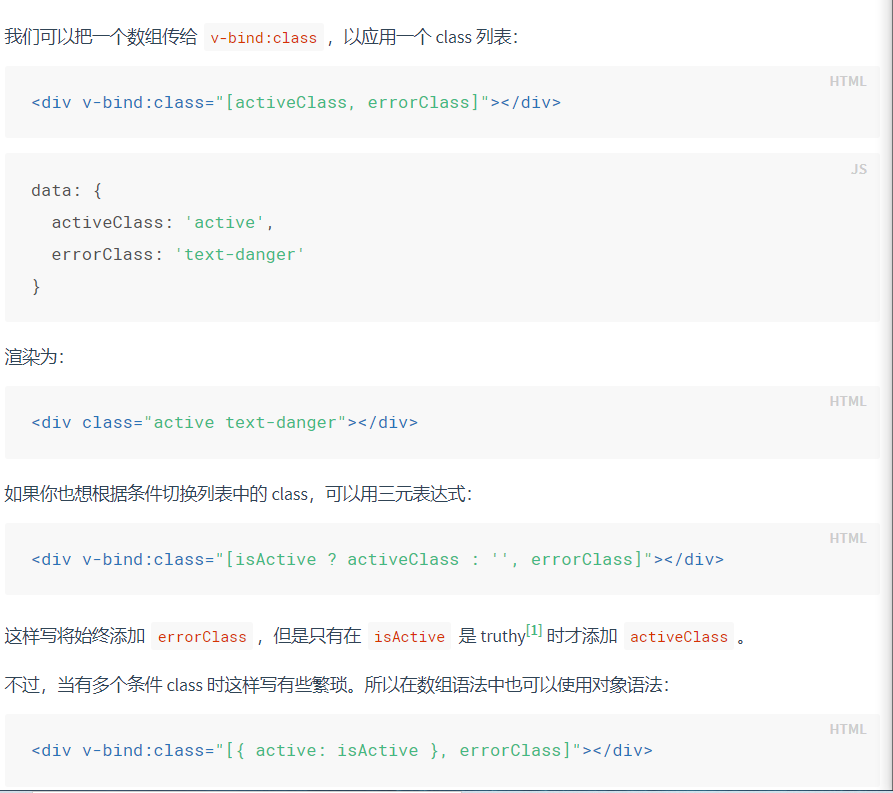 我们可以把一个数组传给 v-bind:class ，以应用一个 class 列表：
HTML
<div v-bind:class="[activeClass, errorClass]"></div>
JS
data: {
  activeClass: 'active',
  errorClass: 'text-danger'
}
渲染为：
HTML
<div class="active text-danger"></div>
如果你也想根据条件切换列表中的 class，可以用三元表达式：
HTML
<div v-bind:class="[isActive ? activeClass : '', errorClass]"></div>
这样写将始终添加 errorClass ，但是只有在 isActive 是 truthy[1] 时才添加 activeClass 。
不过，当有多个条件 class 时这样写有些繁琐。所以在数组语法中也可以使用对象语法：
HTML
<div v-bind:class="[{ active: isActive }, errorClass]"></div>